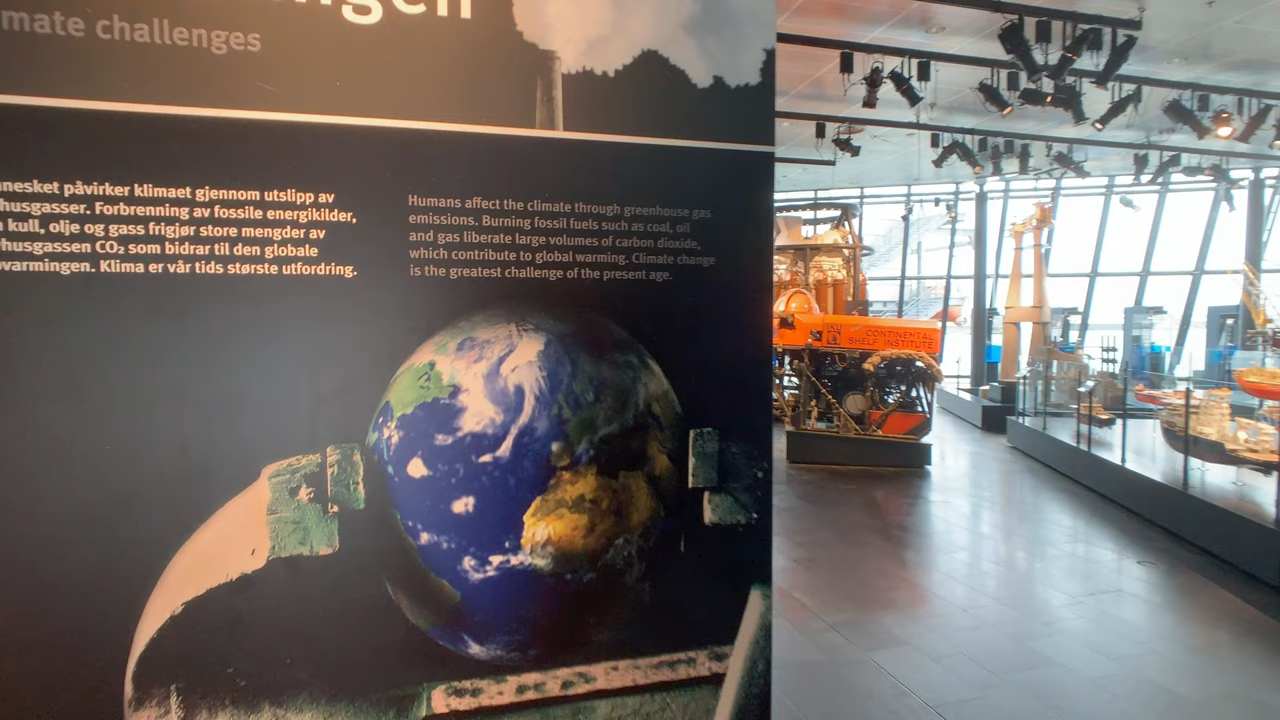 ngen
mate challenges
nnesket påvirker klimaet gjennom utslipp av
husgasser. Forbrenning av fossile energikilder,
kull, olje og gass frigjør store mengder av
husgassen CO₂ som bidrar til den globale
varmingen. Klima er vår tids største utfordring.
Humans affect the climate through greenhouse gas
emissions. Burning fossil fuels such as coal, oil
and gas liberate large volumes of carbon dioxide,
which contribute to global warming. Climate change
is the greatest challenge of the present age.
CONTINENTAL
SHELF INSTITUTE